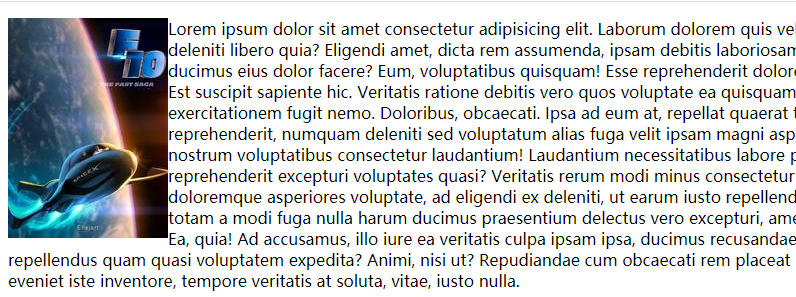 F10
THE FAST SAGA
SPACEX
Lorem ipsum dolor sit amet consectetur adipisicing elit. Laborum dolorem quis
deleniti libero quia? Eligendi amet, dicta rem assumenda, ipsam debitis laboriosam
ducimus eius dolor facere? Eum, voluptatibus quisquam! Esse reprehenderit
Est suscipit sapiente hic. Veritatis ratione debitis vero quos voluptate ea quisquam
exercitationem fugit nemo. Doloribus, obcaecati. Ipsa ad eum at, repellat quaerat
reprehenderit, numquam deleniti sed voluptatum alias fuga velit ipsam magni
nostrum voluptatibus consectetur laudantium! Laudantium necessitatibus labore
reprehenderit excepturi voluptates quasi? Veritatis rerum modi minus consectetur
doloremque asperiores voluptate, ad eligendi ex deleniti, ut earum iusto
totam a modi fuga nulla harum ducimus praesentium delectus vero excepturi,
Ea, quia! Ad accusamus, illo iure ea veritatis culpa ipsam ipsa, ducimus recusandae
repellendus quam quasi voluptatem expedita? Animi, nisi ut? Repudiandae cum obcaecati rem placeat
eveniet iste inventore, tempore veritatis at soluta, vitae, iusto nulla.